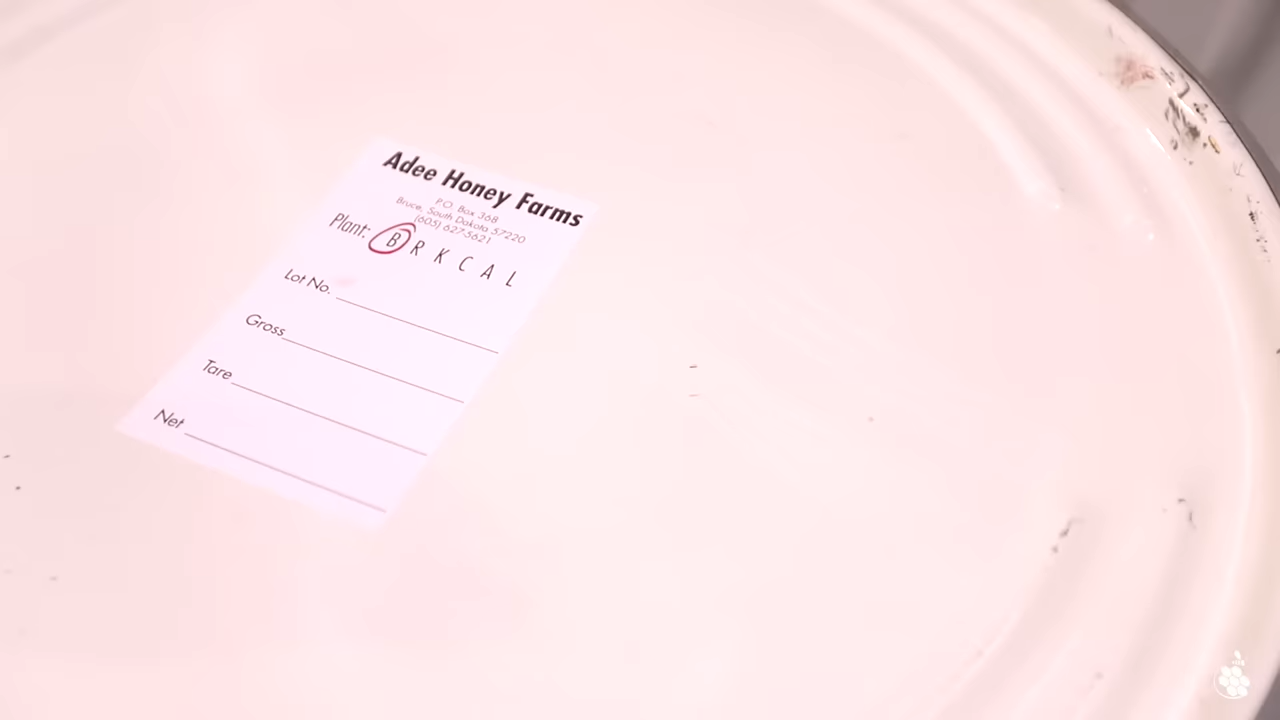 Adee Honey Farms
P.O. Box 368
Bruce, South Dakota 57220
(605) 627-5621
Plant: B R K C A L
Lot No.
Gross
Tare
Net